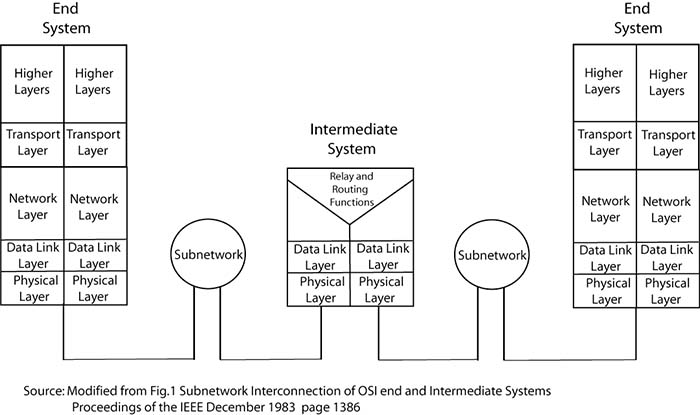 End
System
Higher
Layers
Higher
Layers
Transport
Layer
Transport
Layer
Network
Layer
Network
Layer
Data Link
Layer
Data Link
Layer
Physical
Layer
Physical
Layer
Subnetwork
Intermediate
System
Relay and
Routing
Functions
Data Link
Layer
Data Link
Layer
Physical
Layer
Physical
Layer
Subnetwork
End
System
Higher
Layers
Higher
Layers
Transport
Layer
Transport
Layer
Network
Layer
Network
Layer
Data Link
Layer
Data Link
Layer
Physical
Layer
Physical
Layer
Source: Modified from Fig.1 Subnetwork Interconnection of OSI end and Intermediate Systems
Proceedings of the IEEE December 1983 page 1386